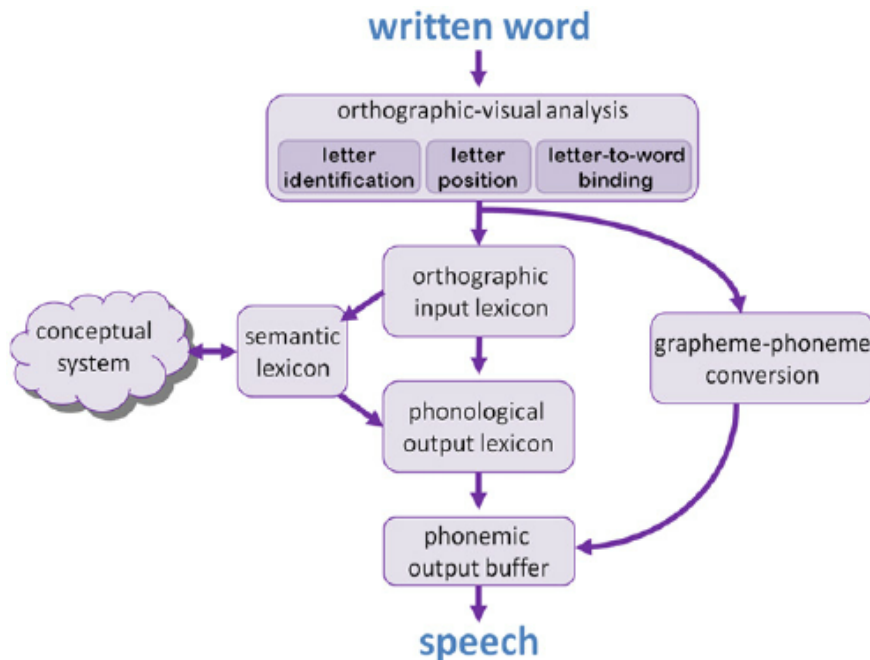 written word
orthographic-visual analysis
letter
identification
letter
position
letter-to-word
binding
orthographic
input lexicon
conceptual
system
semantic
lexicon
grapheme-phoneme
conversion
phonological
output lexicon
phonemic
output buffer
speech